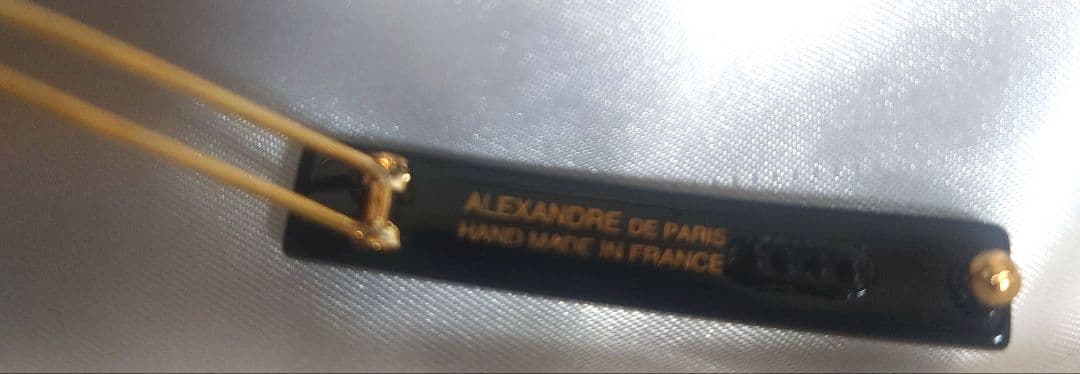 ALEXANDRE DE PARIS
HAND MADE IN FRANCE